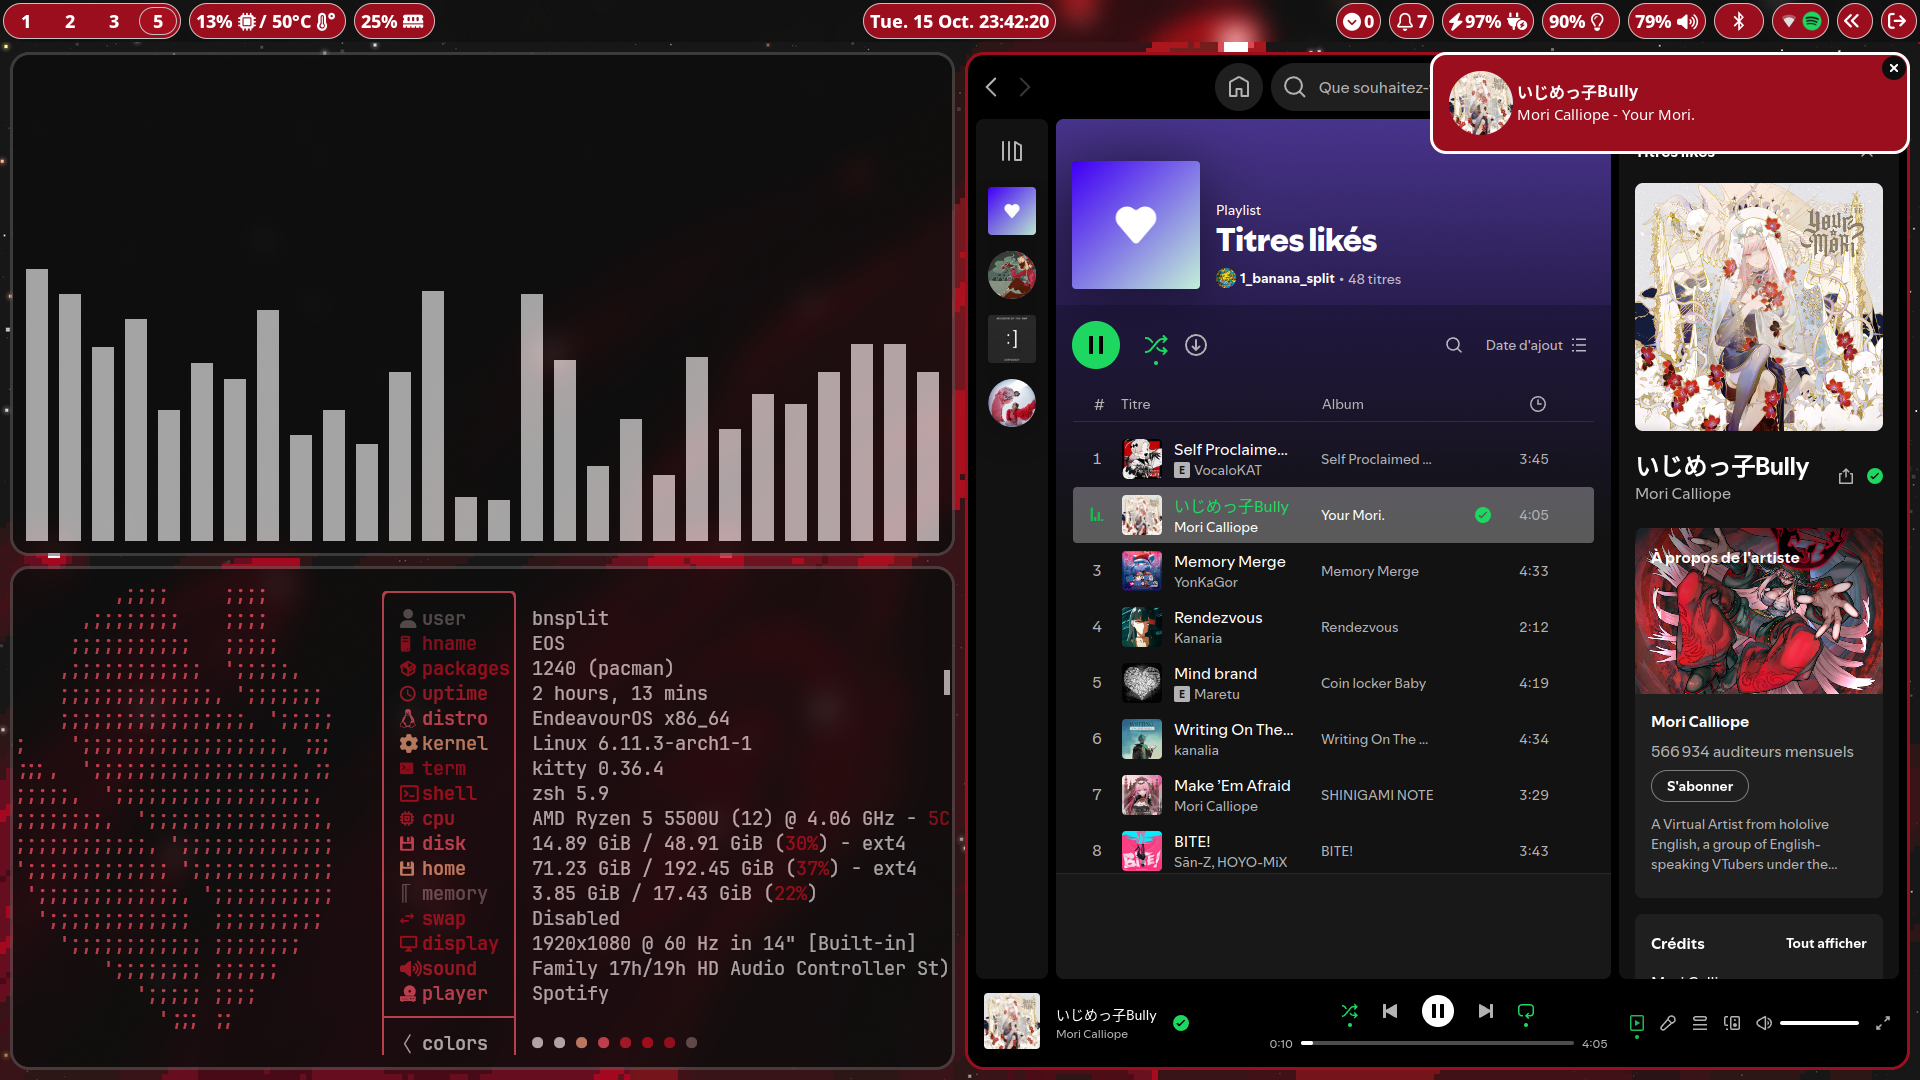 1 2 3 5 13% / 50°C 25% Tue. 15 Oct. 23:42:20 0 7 97% 90% 79%
Que souhaitez-
いじめっ子Bully
Mori Calliope - Your Mori.
Titres likés
Playlist
Titres likés
1_banana_split • 48 titres
Date d'ajout
# Titre Album
1 Self Proclaime... Self Proclaimed ... 3:45
E VocaloKAT
いじめっ子Bully Your Mori. 4:05
Mori Calliope
3 Memory Merge Memory Merge 4:33
YonKaGor
4 Rendezvous Rendezvous 2:12
Kanaria
5 Mind brand Coin locker Baby 4:19
E Maretu
6 Writing On The... Writing On The ... 4:34
kanalia
7 Make 'Em Afraid SHINIGAMI NOTE 3:29
Mori Calliope
8 BITE! BITE! 3:43
Sān-Z, HOYO-MiX
Your Mori.
いじめっ子Bully
Mori Calliope
À propos de l'artiste
Mori Calliope
566 934 auditeurs mensuels
S'abonner
A Virtual Artist from hololive
English, a group of English-
speaking VTubers under the...
Crédits Tout afficher
いじめっ子Bully
Mori Calliope
0:10 4:05
user bnsplit
hname EOS
packages 1240 (pacman)
uptime 2 hours, 13 mins
distro EndeavourOS x86_64
kernel Linux 6.11.3-arch1-1
term kitty 0.36.4
shell zsh 5.9
cpu AMD Ryzen 5 5500U (12) @ 4.06 GHz - 5C
disk 14.89 GiB / 48.91 GiB (30%) - ext4
home 71.23 GiB / 192.45 GiB (37%) - ext4
memory 3.85 GiB / 17.43 GiB (22%)
swap Disabled
display 1920x1080 @ 60 Hz in 14" [Built-in]
sound Family 17h/19h HD Audio Controller St)
player Spotify
colors